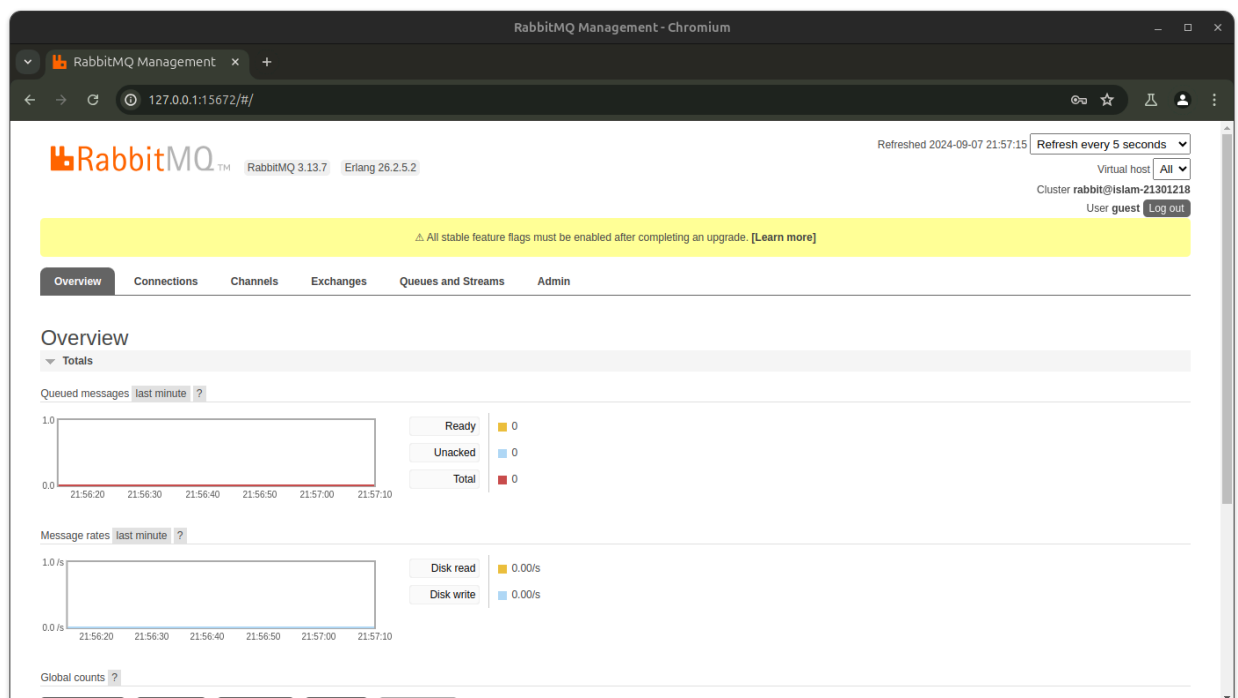 RabbitMQ Management - Chromium
RabbitMQ Management
127.0.0.1:15672/#/
RabbitMQ TM RabbitMQ 3.13.7 Erlang 26.2.5.2
Refreshed 2024-09-07 21:57:15 Refresh every 5 seconds
Virtual host All
Cluster rabbit@islam-21301218
User guest Log out
⚠ All stable feature flags must be enabled after completing an upgrade. [Learn more]
Overview Connections Channels Exchanges Queues and Streams Admin
Overview
Totals
Queued messages last minute ?
1.0
0.0
21:56:20 21:56:30 21:56:40 21:56:50 21:57:00 21:57:10
Ready 0
Unacked 0
Total 0
Message rates last minute ?
1.0 /s
0.0 /s
21:56:20 21:56:30 21:56:40 21:56:50 21:57:00 21:57:10
Disk read 0.00/s
Disk write 0.00/s
Global counts ?